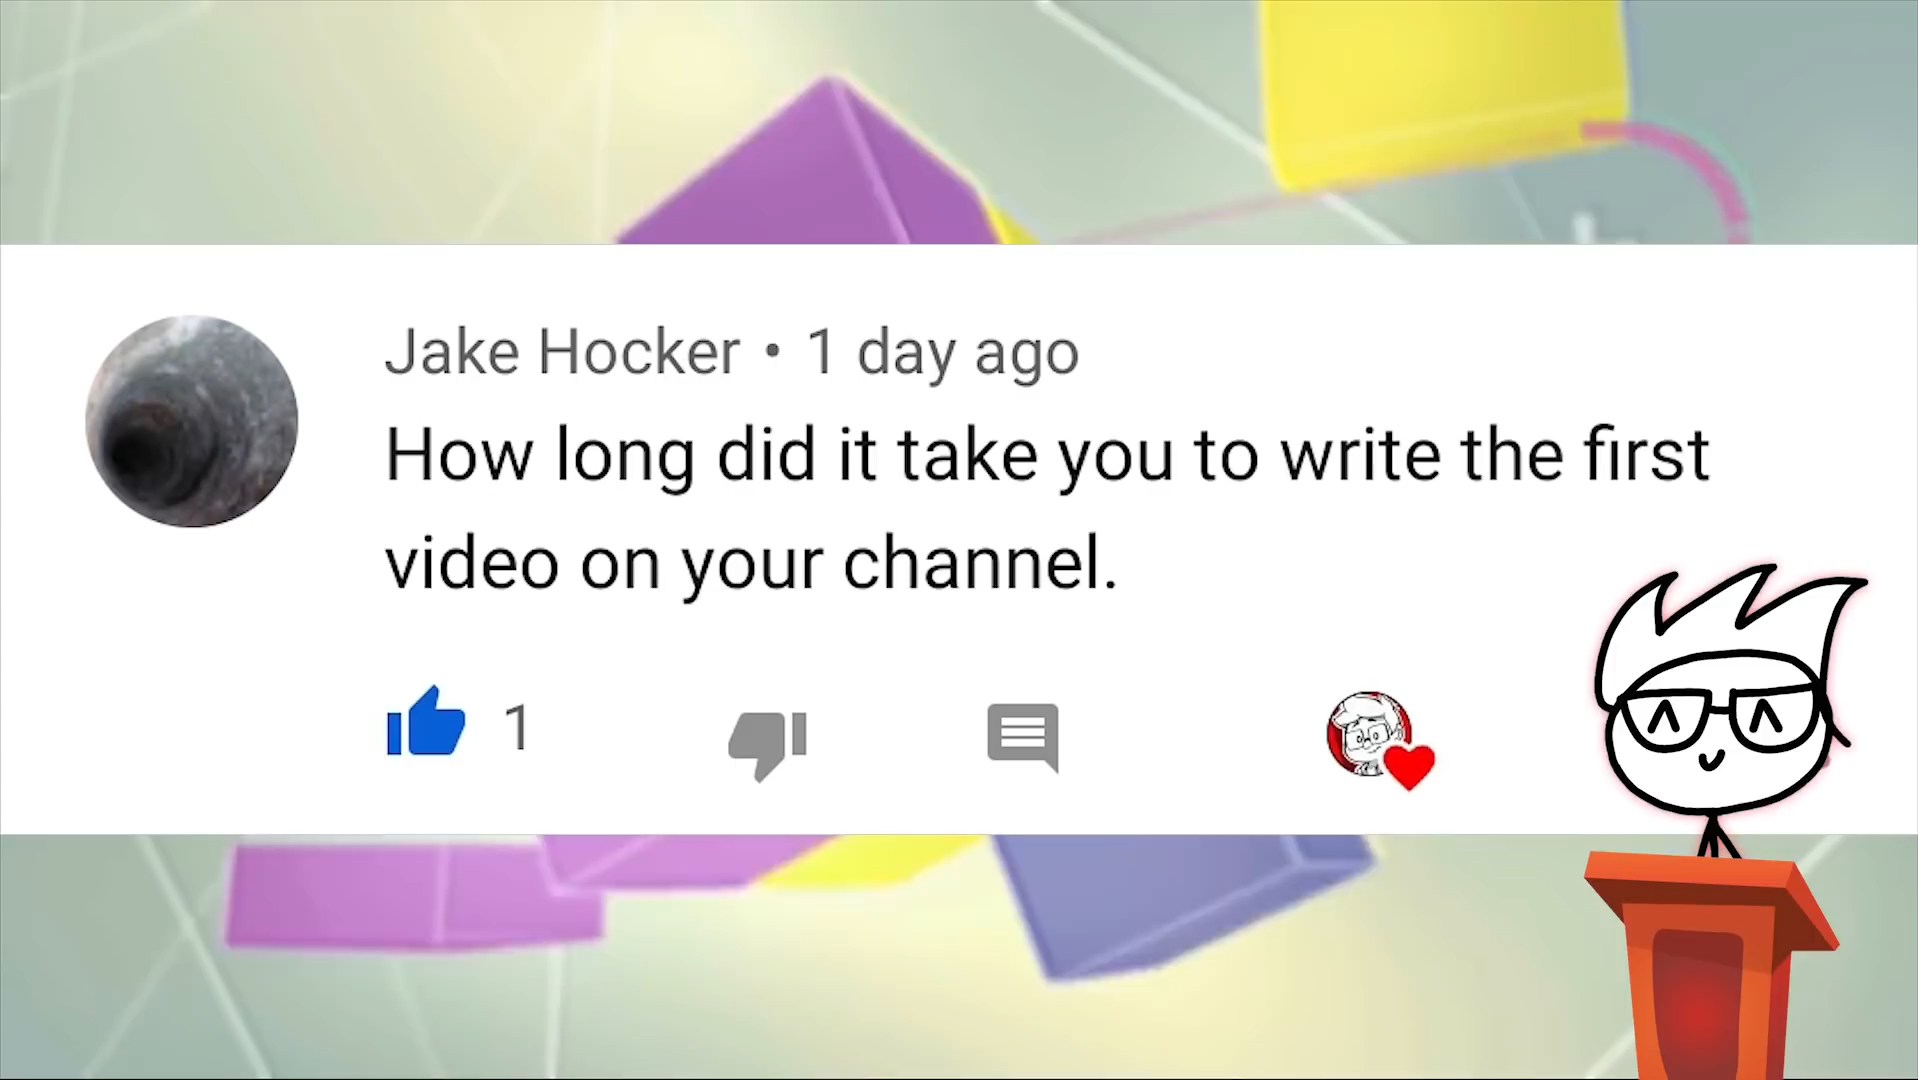 Jake Hocker • 1 day ago
How long did it take you to write the first
video on your channel.
1